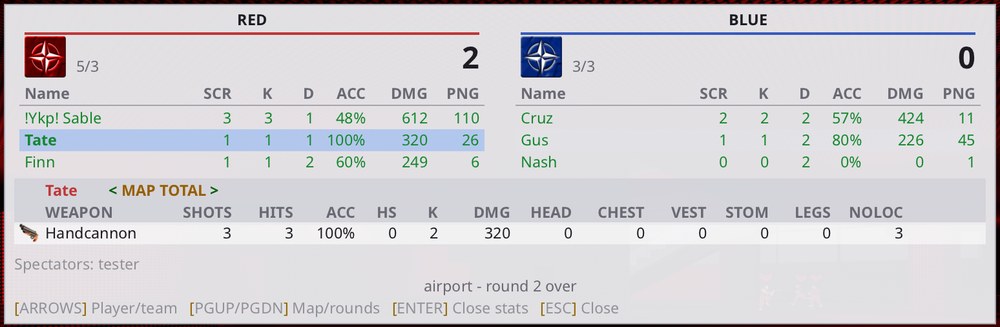 RED BLUE
5/3 2 3/3 0
Name SCR K D ACC DMG PNG Name SCR K D ACC DMG PNG
!Ykp! Sable 3 3 1 48% 612 110 Cruz 2 2 2 57% 424 11
Tate 1 1 1 100% 320 26 Gus 1 1 2 80% 226 45
Finn 1 1 2 60% 249 6 Nash 0 0 2 0% 0 1
Tate < MAP TOTAL >
WEAPON SHOTS HITS ACC HS K DMG HEAD CHEST VEST STOM LEGS NOLOC
Handcannon 3 3 100% 0 2 320 0 0 0 0 0 3
Spectators: tester
airport - round 2 over
[ARROWS] Player/team [PGUP/PGDN] Map/rounds [ENTER] Close stats [ESC] Close